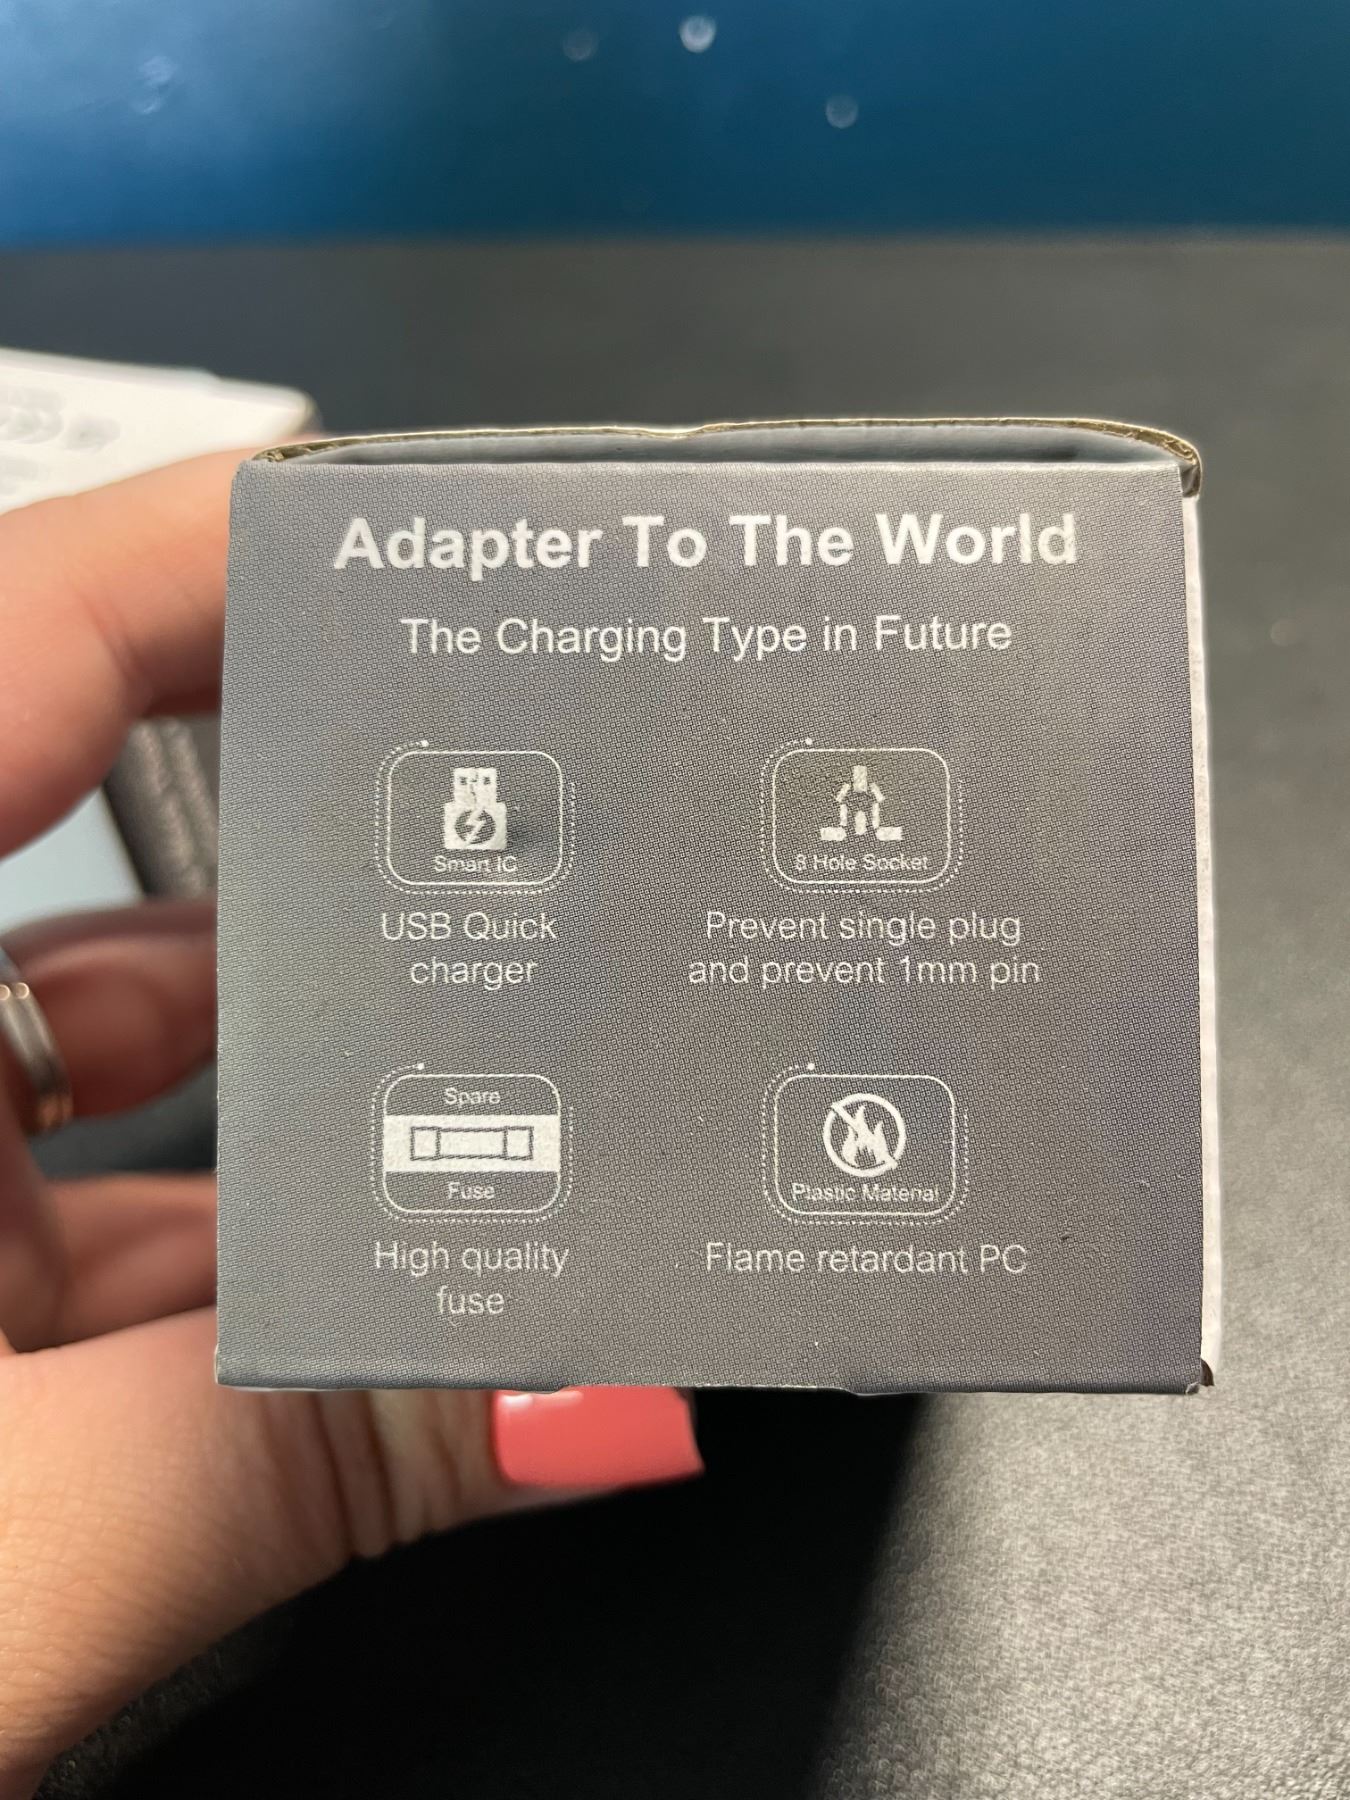 Adapter To The World
The Charging Type in Future
Smart IC
USB Quick
charger
8 Hole Socket
Prevent single plug
and prevent 1mm pin
Spare
Fuse
High quality
fuse
Plastic Material
Flame retardant PC